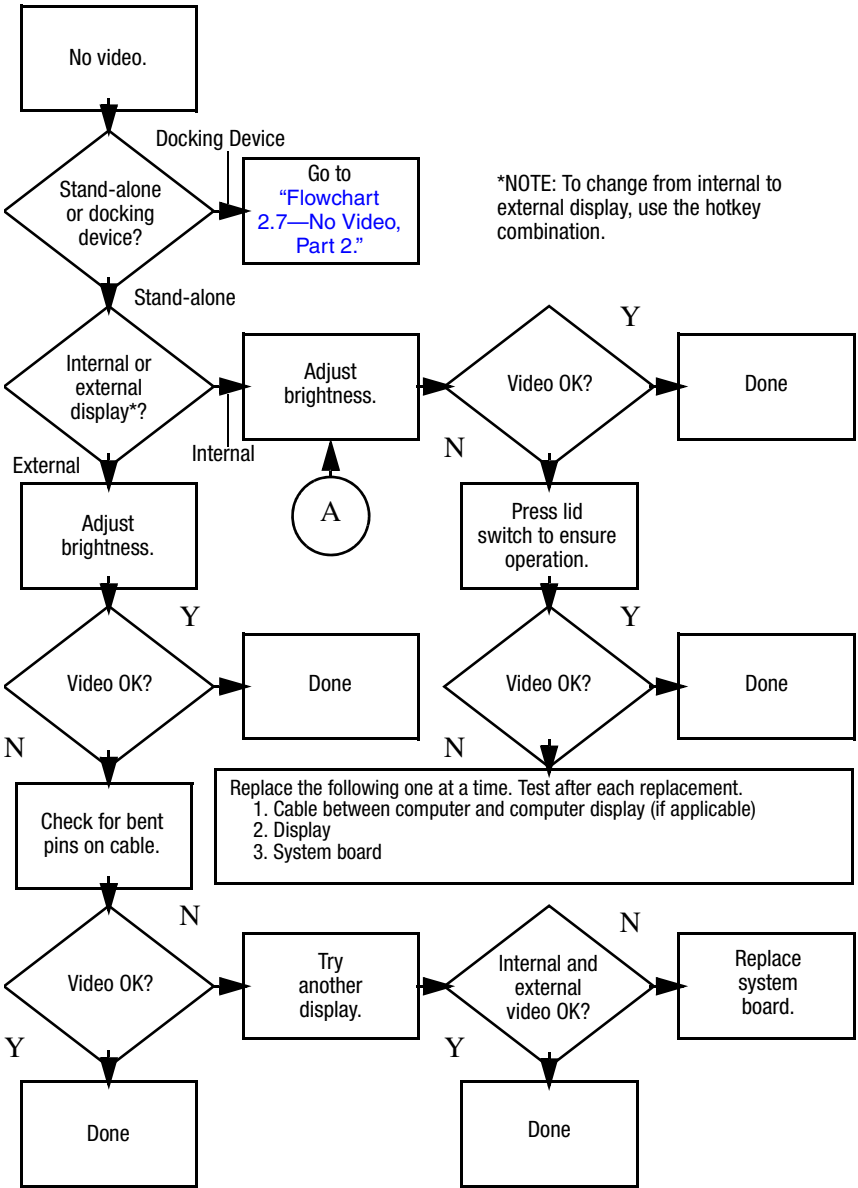 No video.
Docking Device
Stand-alone
or docking
device?
Go to
“Flowchart
2.7—No Video,
Part 2.”
*NOTE: To change from internal to
external display, use the hotkey
combination.
Stand-alone
Internal or
external
display*?
Internal
External
Adjust
brightness.
A
Video OK?
Y
Done
N
Press lid
switch to ensure
operation.
Video OK?
Y
Done
N
Replace the following one at a time. Test after each replacement.
1. Cable between computer and computer display (if applicable)
2. Display
3. System board
Adjust
brightness.
Video OK?
Y
Done
N
Check for bent
pins on cable.
Video OK?
N
Try
another
display.
Internal and
external
video OK?
N
Replace
system
board.
Y
Done
Y
Done